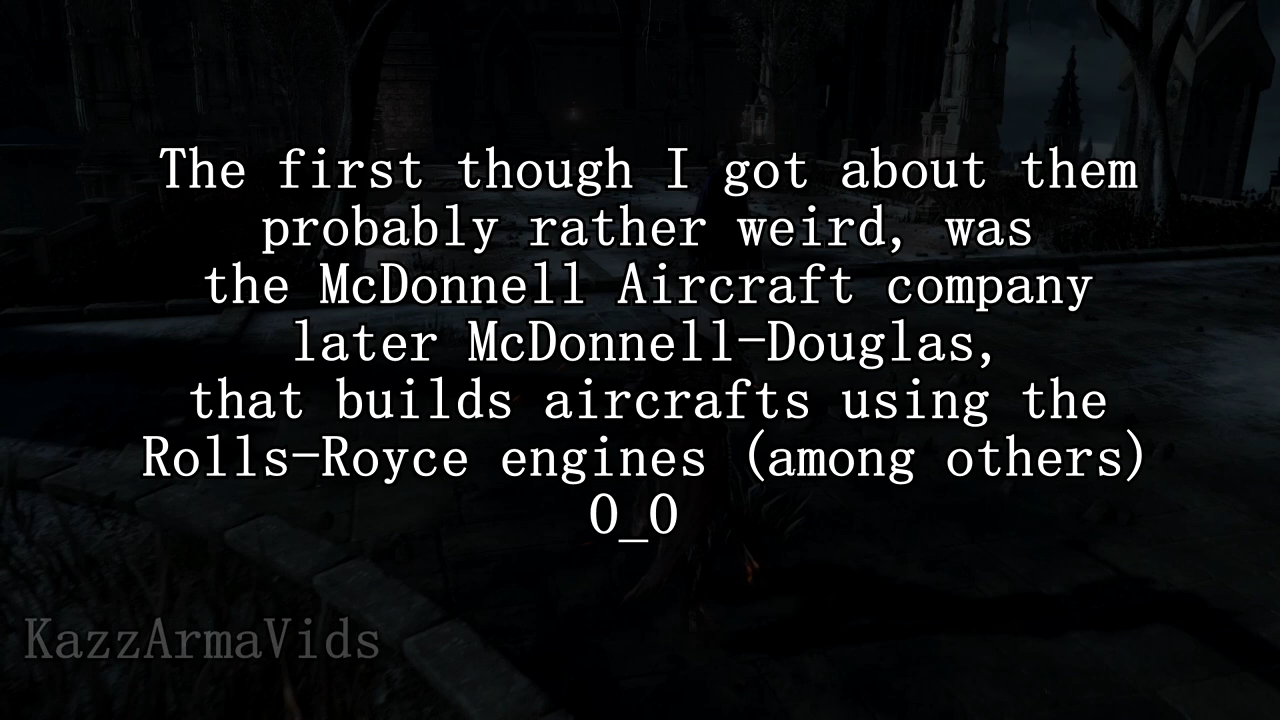 The first though I got about them
probably rather weird, was
the McDonnell Aircraft company
later McDonnell-Douglas,
that builds aircrafts using the
Rolls-Royce engines (among others)
O_O
KazzArmaVids